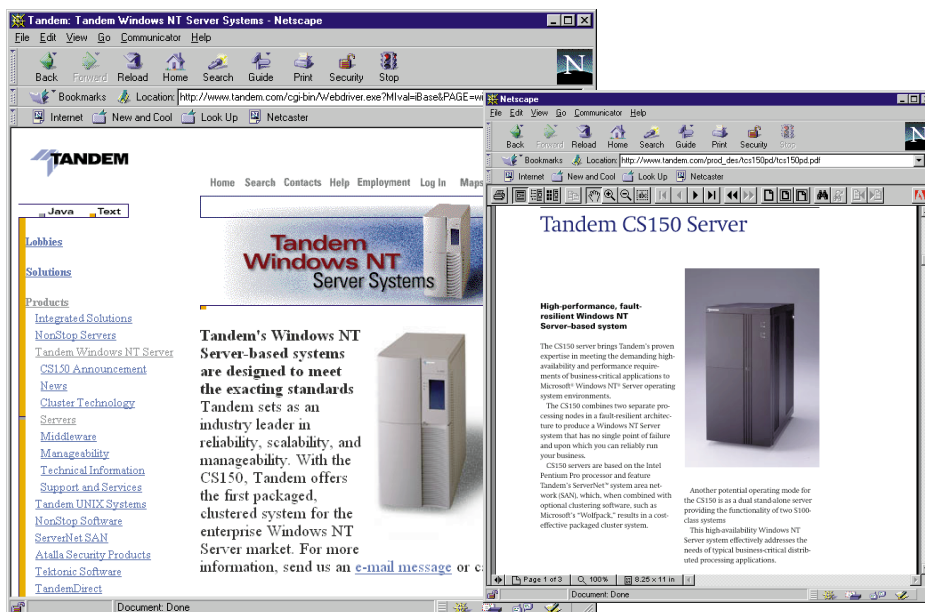 Tandem: Tandem Windows NT Server Systems - Netscape
File Edit View Go Communicator Help
Back Forward Reload Home Search Guide Print Security Stop
N
Bookmarks Location: http://www.tandem.com/cgi-bin/Webdriver.exe?MIval=iBase&PAGE=wi
Internet New and Cool Look Up Netcaster
TANDEM
Home Search Contacts Help Employment Log In Maps
Java Text
Lobbies
Solutions
Products
Integrated Solutions
NonStop Servers
Tandem Windows NT Server
CS150 Announcement
News
Cluster Technology
Servers
Middleware
Manageability
Technical Information
Support and Services
Tandem UNIX Systems
NonStop Software
ServerNet SAN
Atalla Security Products
Tektonic Software
TandemDirect
Tandem
Windows NT
Server Systems
Tandem's Windows NT
Server-based systems
are designed to meet
the exacting standards
Tandem sets as an
industry leader in
reliability, scalability, and
manageability. With the
CS150, Tandem offers
the first packaged,
clustered system for the
enterprise Windows NT
Server market. For more
information, send us an e-mail message or c
Document: Done
Netscape
File Edit View Go Communicator Help
Back Forward Reload Home Search Guide Print Security Stop
N
Bookmarks Location: http://www.tandem.com/prod_des/tcs150pd/tcs150pd.pdf
Internet New and Cool Look Up Netcaster
Tandem CS150 Server
High-performance, fault-
resilient Windows NT
Server–based system
The CS150 server brings Tandem's proven
expertise in meeting the demanding high-
availability and performance require-
ments of business-critical applications to
Microsoft® Windows NT® Server operating
system environments.
The CS150 combines two separate pro-
cessing nodes in a fault-resilient architec-
ture to produce a Windows NT Server
system that has no single point of failure
and upon which you can reliably run
your business.
CS150 servers are based on the Intel
Pentium Pro processor and feature
Tandem's ServerNet™ system area net-
work (SAN), which, when combined with
optional clustering software, such as
Microsoft's "Wolfpack," results in a cost-
effective packaged cluster system.
Another potential operating mode for
the CS150 is as a dual stand-alone server
providing the functionality of two S100-
class systems
This high-availability Windows NT
Server system effectively addresses the
needs of typical business-critical distrib-
uted processing applications.
Page 1 of 3 100% 8.25 x 11 in
Document: Done